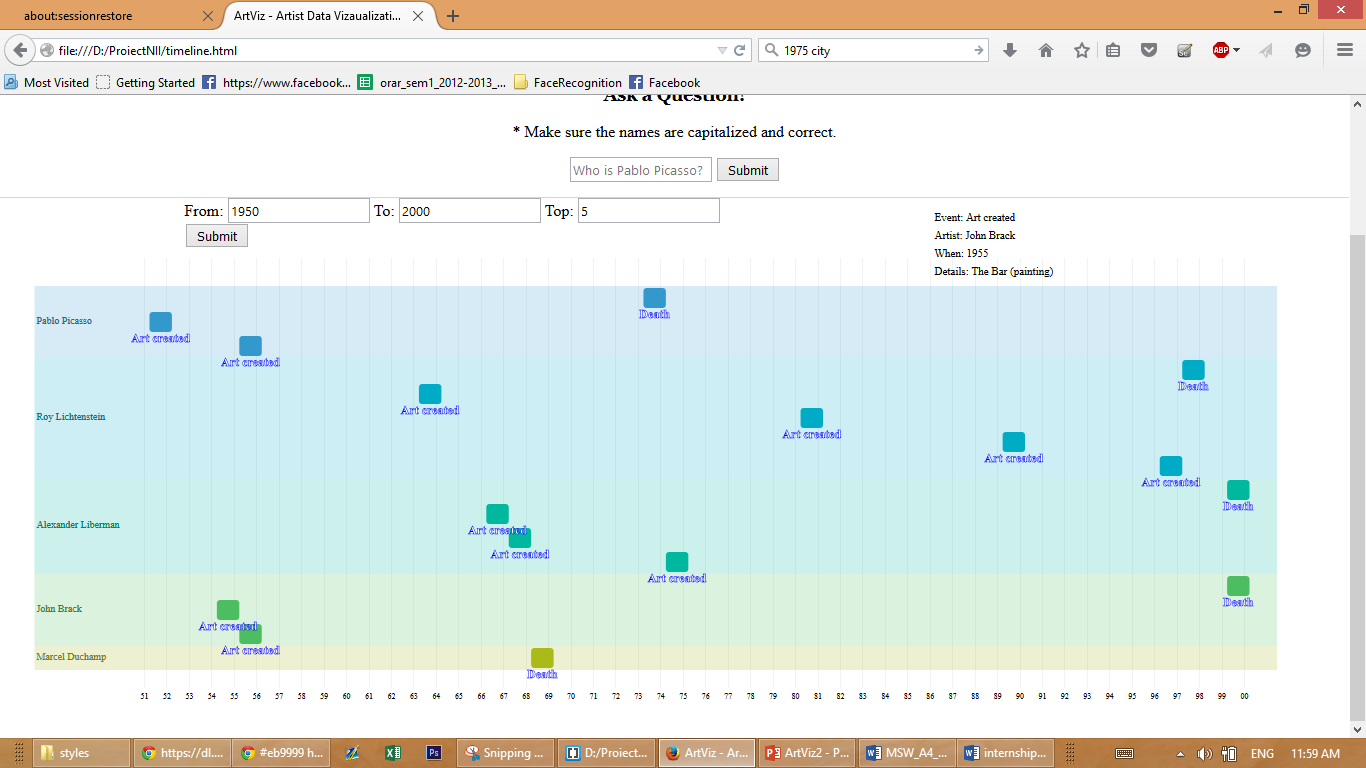 about:sessionrestore
ArtViz - Artist Data Vizaualizati...
file:///D:/ProiectNII/timeline.html
1975 city
ABP
Most Visited
Getting Started
https://www.facebook...
orar_sem1_2012-2013_...
FaceRecognition
Facebook
Ask a Question!
* Make sure the names are capitalized and correct.
Who is Pablo Picasso? Submit
From: 1950 To: 2000 Top: 5
Submit
Event: Art created
Artist: John Brack
When: 1955
Details: The Bar (painting)
Death
Pablo Picasso
Art created
Art created
Death
Art created
Roy Lichtenstein
Art created
Art created
Art created
Death
Alexander Liberman
Art created
Art created
Art created
Death
John Brack
Art created
Art created
Marcel Duchamp
Death
51 52 53 54 55 56 57 58 59 60 61 62 63 64 65 66 67 68 69 70 71 72 73 74 75 76 77 78 79 80 81 82 83 84 85 86 87 88 89 90 91 92 93 94 95 96 97 98 99 00
styles
https://dl....
#eb9999 h...
Ps
Snipping ...
D:/Proiect...
ArtViz - Ar...
ArtViz2 - P...
MSW_A4_...
internship...
ENG
11:59 AM